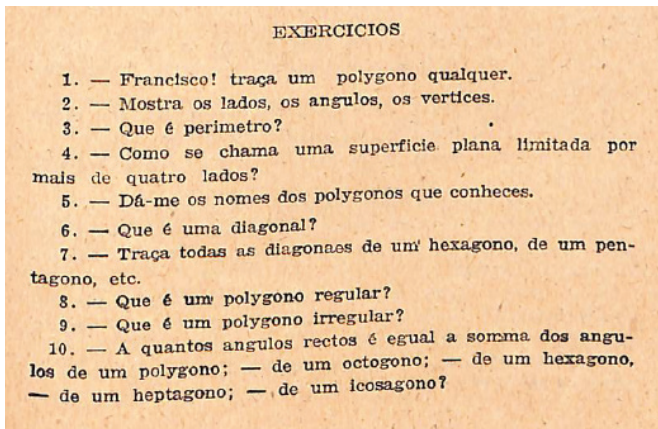 EXERCICIOS
1. — Francisco! traça um polygono qualquer.
2. — Mostra os lados, os angulos, os vertices.
3. — Que é perimetro?
4. — Como se chama uma superficie plana limitada por
mais de quatro lados?
5. — Dá-me os nomes dos polygonos que conheces.
6. — Que é uma diagonal?
7. — Traça todas as diagonaes de um hexagono, de um pen-
tagono, etc.
8. — Que é um polygono regular?
9. — Que é um polygono irregular?
10. — A quantos angulos rectos é egual a somma dos angu-
los de um polygono; — de um octogono; — de um hexagono,
— de um heptagono; — de um icosagono?